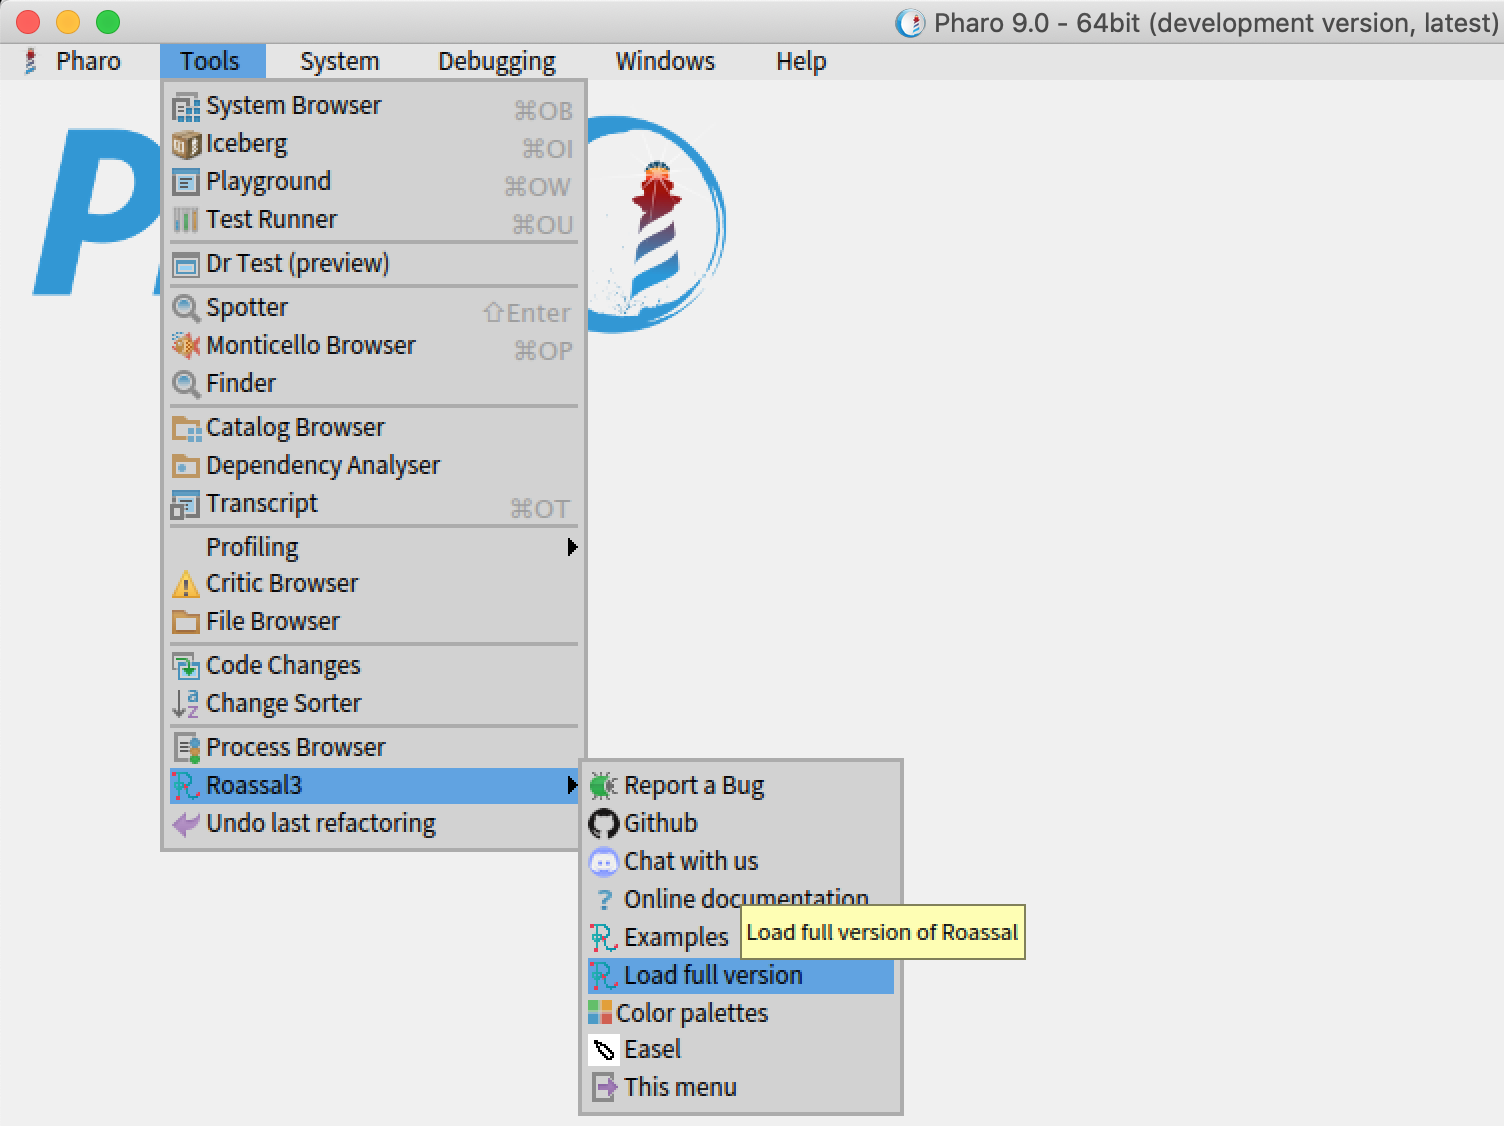 Pharo 9.0 - 64bit (development version, latest)
Pharo Tools System Debugging Windows Help
System Browser ⌘OB
Iceberg ⌘OI
Playground ⌘OW
Test Runner ⌘OU
Dr Test (preview)
Spotter ⇧Enter
Monticello Browser ⌘OP
Finder
Catalog Browser
Dependency Analyser
Transcript ⌘OT
Profiling
Critic Browser
File Browser
Code Changes
Change Sorter
Process Browser
Roassal3
Undo last refactoring
Report a Bug
Github
Chat with us
Online documentation
Examples
Load full version of Roassal
Load full version
Color palettes
Easel
This menu